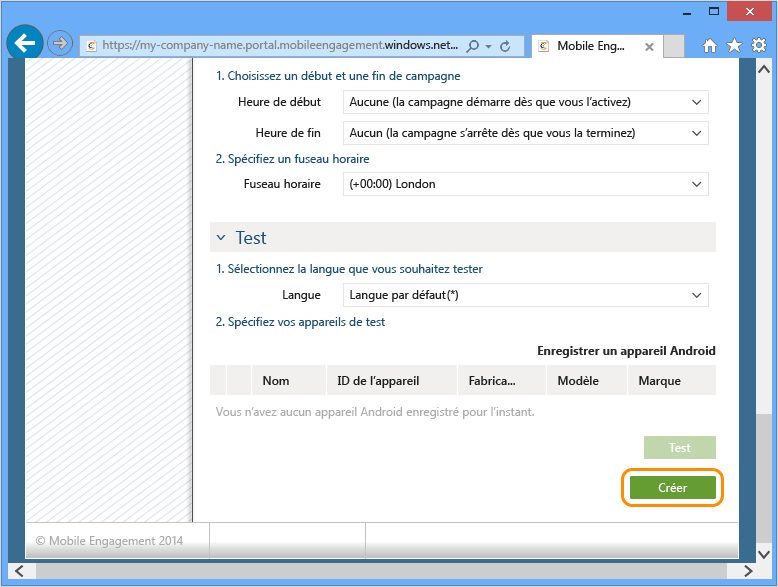 https://my-company-name.portal.mobileengagement.windows.net...
Mobile Eng...
1. Choisissez un début et une fin de campagne
Heure de début Aucune (la campagne démarre dès que vous l'activez)
Heure de fin Aucun (la campagne s'arrête dès que vous la terminez)
2. Spécifiez un fuseau horaire
Fuseau horaire (+00:00) London
Test
1. Sélectionnez la langue que vous souhaitez tester
Langue Langue par défaut(*)
2. Spécifiez vos appareils de test
Enregistrer un appareil Android
Nom ID de l'appareil Fabrica... Modèle Marque
Vous n'avez aucun appareil Android enregistré pour l'instant.
Test
Créer
© Mobile Engagement 2014